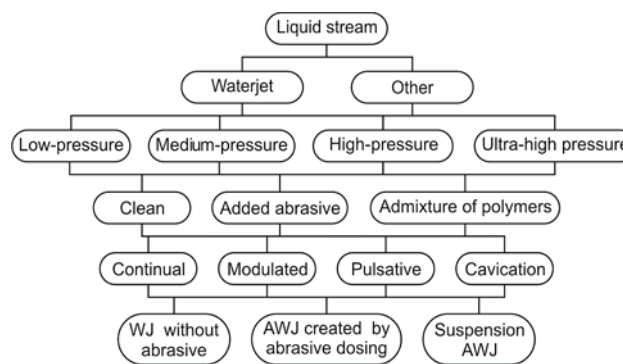 Liquid stream
Waterjet
Other
Low-pressure
Medium-pressure
High-pressure
Ultra-high pressure
Clean
Added abrasive
Admixture of polymers
Continual
Modulated
Pulsative
Cavication
WJ without
abrasive
AWJ created by
abrasive dosing
Suspension
AWJ